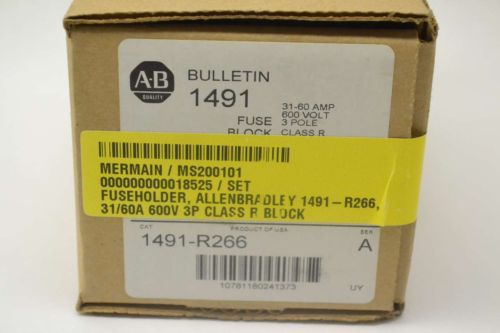 A-B
QUALITY
BULLETIN
1491
FUSE
BLOCK
31-60 AMP
600 VOLT
3 POLE
CLASS R
MERMAIN / MS200101
000000000018525 / SET
FUSEHOLDER, ALLENBRADLEY 1491-R266,
31/60A 600V 3P CLASS R BLOCK
CAT
PRODUCT OF USA
SER
1491-R266
A
10781180241373
UY